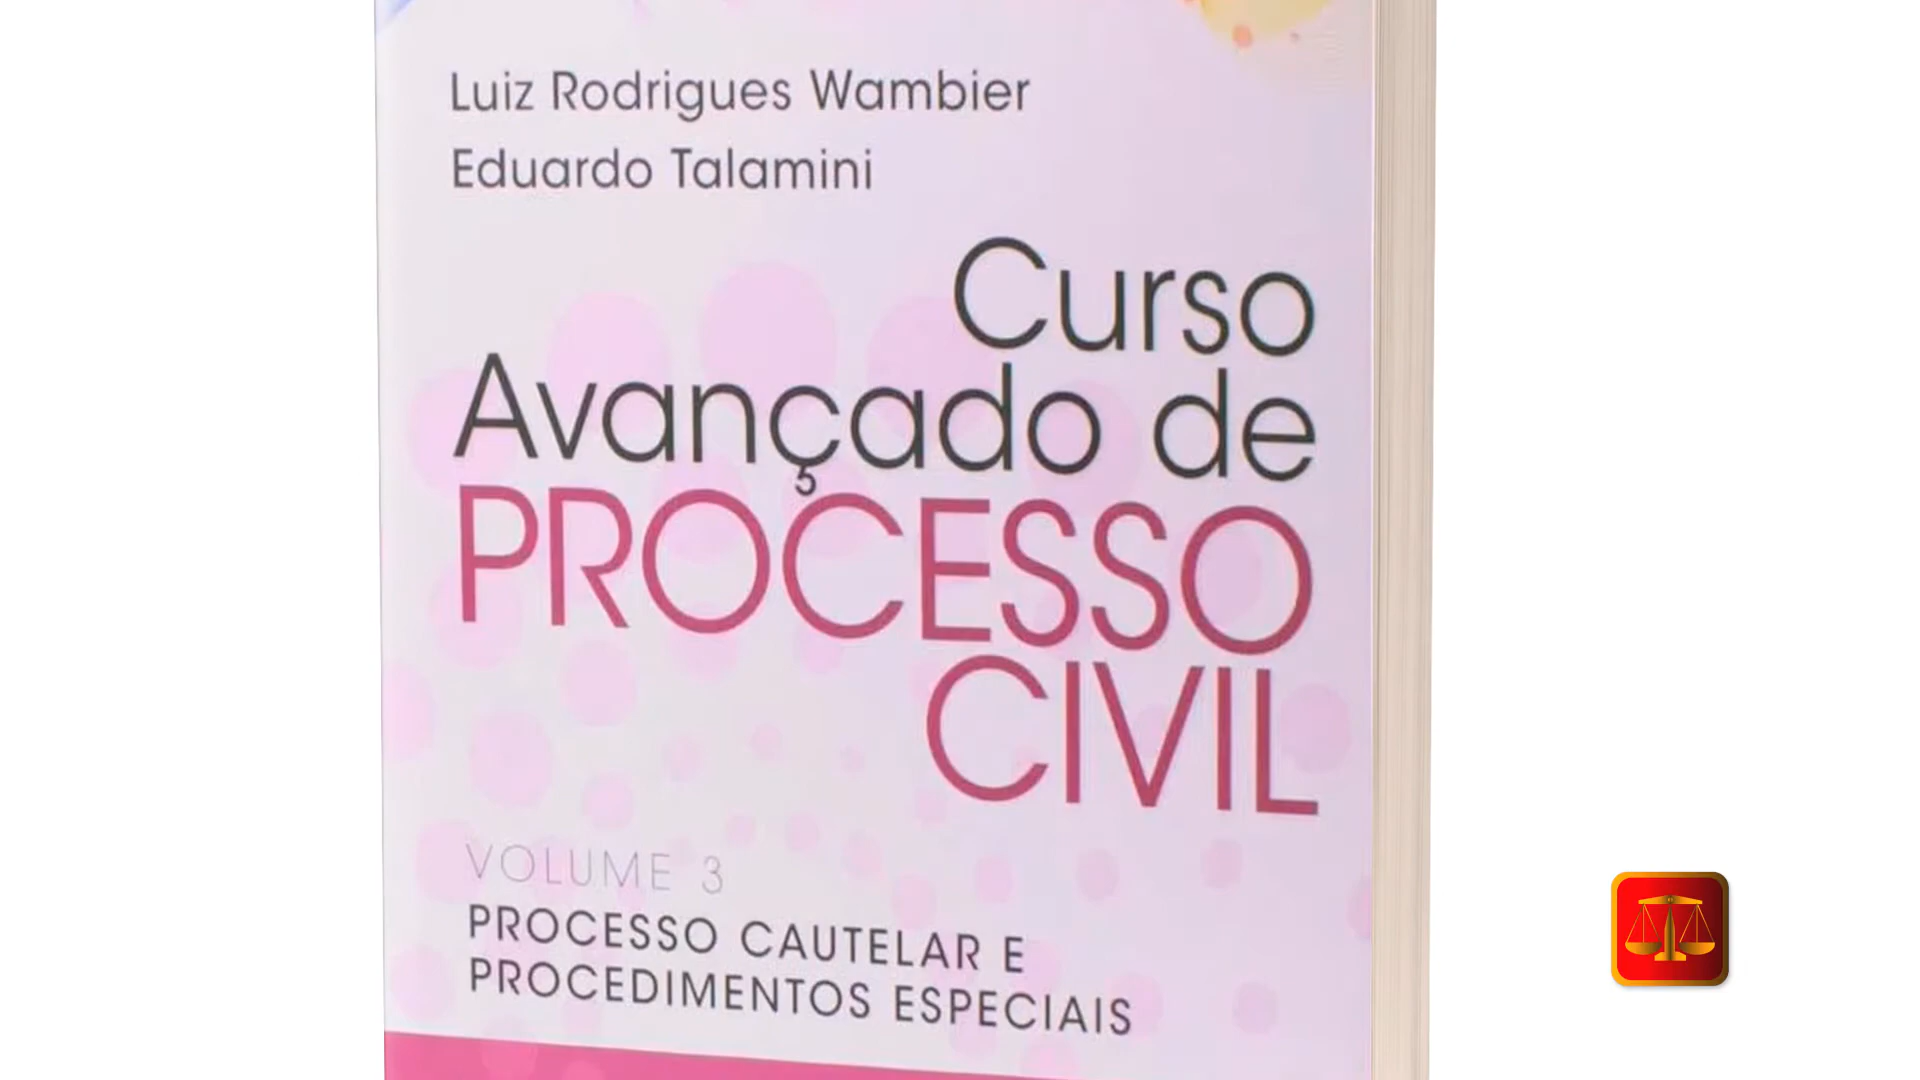 Luiz Rodrigues Wambier
Eduardo Talamini
Curso
Avançado de
PROCESSO
CIVIL
VOLUME 3
PROCESSO CAUTELAR E
PROCEDIMENTOS ESPECIAIS